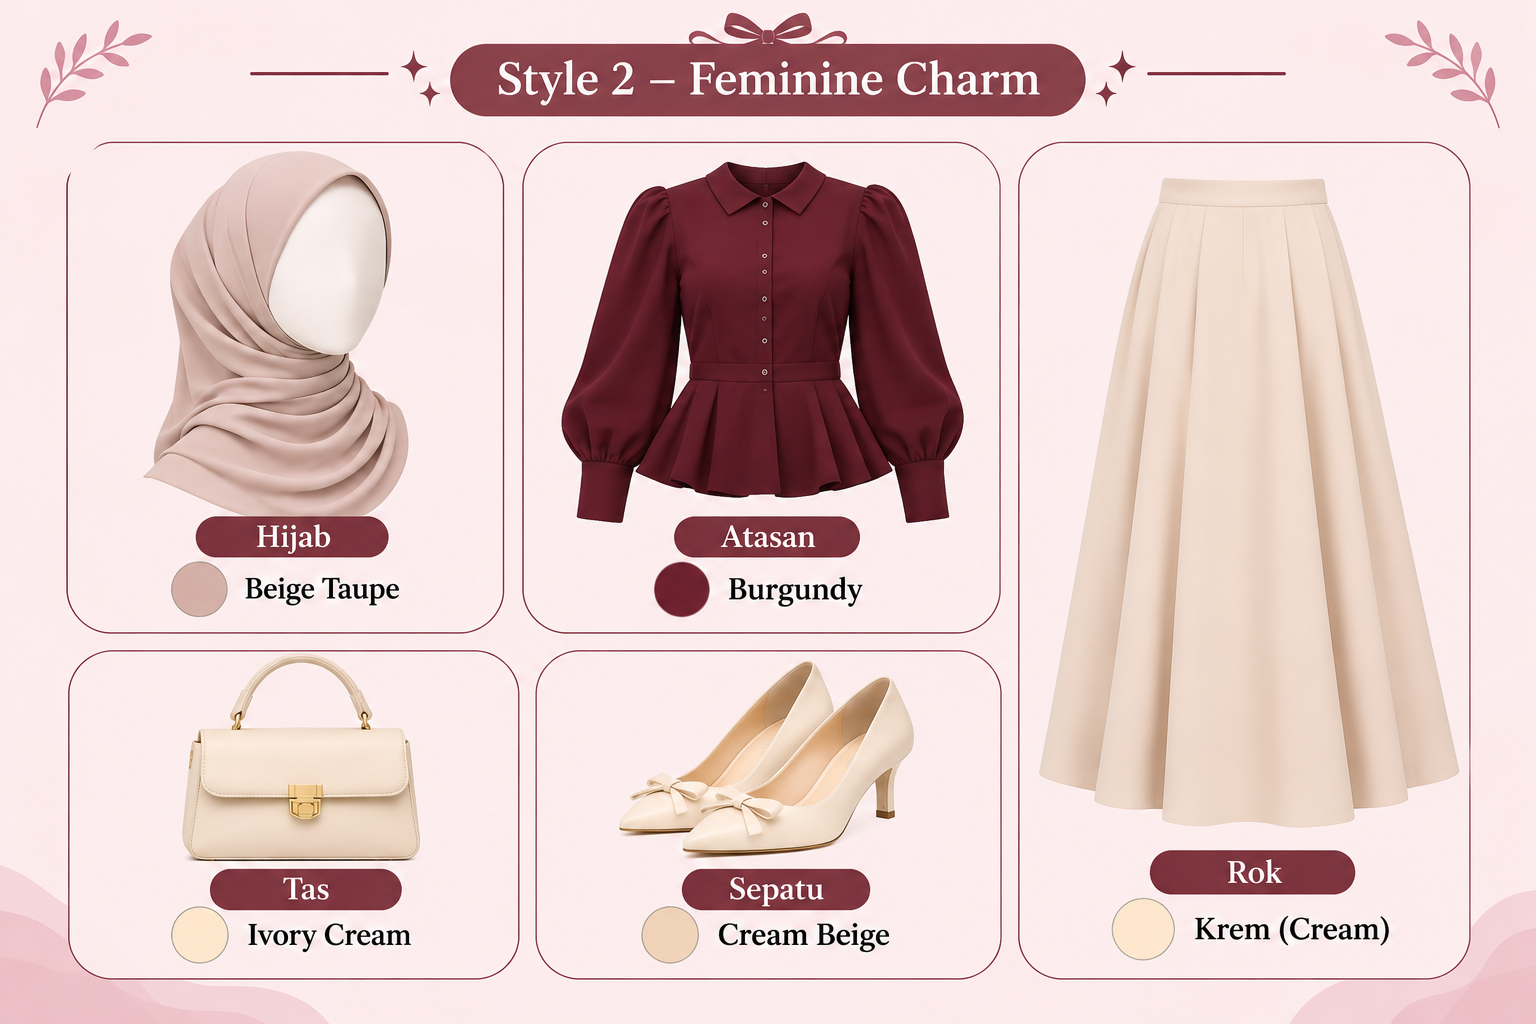 Style 2 – Feminine Charm
Hijab
Beige Taupe
Atasan
Burgundy
Tas
Ivory Cream
Sepatu
Cream Beige
Rok
Krem (Cream)